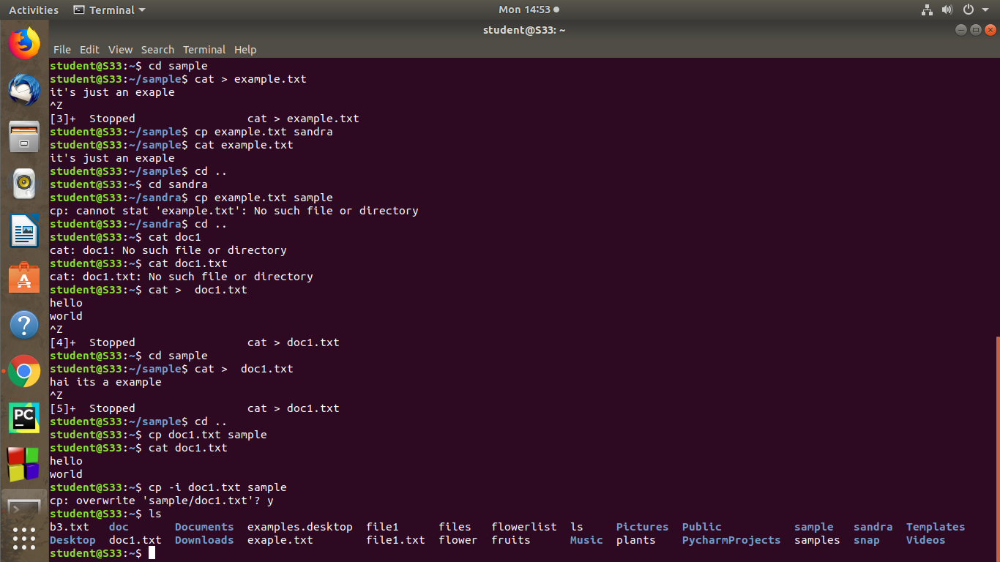 Activities Terminal Mon 14:53
student@S33: ~
File Edit View Search Terminal Help
student@S33:~$ cd sample
student@S33:~/sample$ cat > example.txt
it's just an exaple
^Z
[3]+  Stopped                 cat > example.txt
student@S33:~/sample$ cp example.txt sandra
student@S33:~/sample$ cat example.txt
it's just an exaple
student@S33:~/sample$ cd ..
student@S33:~$ cd sandra
student@S33:~/sandra$ cp example.txt sample
cp: cannot stat 'example.txt': No such file or directory
student@S33:~/sandra$ cd ..
student@S33:~$ cat doc1
cat: doc1: No such file or directory
student@S33:~$ cat doc1.txt
cat: doc1.txt: No such file or directory
student@S33:~$ cat >  doc1.txt
hello
world
^Z
[4]+  Stopped                 cat > doc1.txt
student@S33:~$ cd sample
student@S33:~/sample$ cat >  doc1.txt
hai its a example
^Z
[5]+  Stopped                 cat > doc1.txt
student@S33:~/sample$ cd ..
student@S33:~$ cp doc1.txt sample
student@S33:~$ cat doc1.txt
hello
world
student@S33:~$ cp -i doc1.txt sample
cp: overwrite 'sample/doc1.txt'? y
student@S33:~$ ls
b3.txt   doc       Documents  examples.desktop  file1      files   flowerlist  ls     Pictures  Public           sample   sandra  Templates
Desktop  doc1.txt  Downloads  exaple.txt        file1.txt  flower  fruits      Music  plants    PycharmProjects  samples  snap    Videos
student@S33:~$
PC